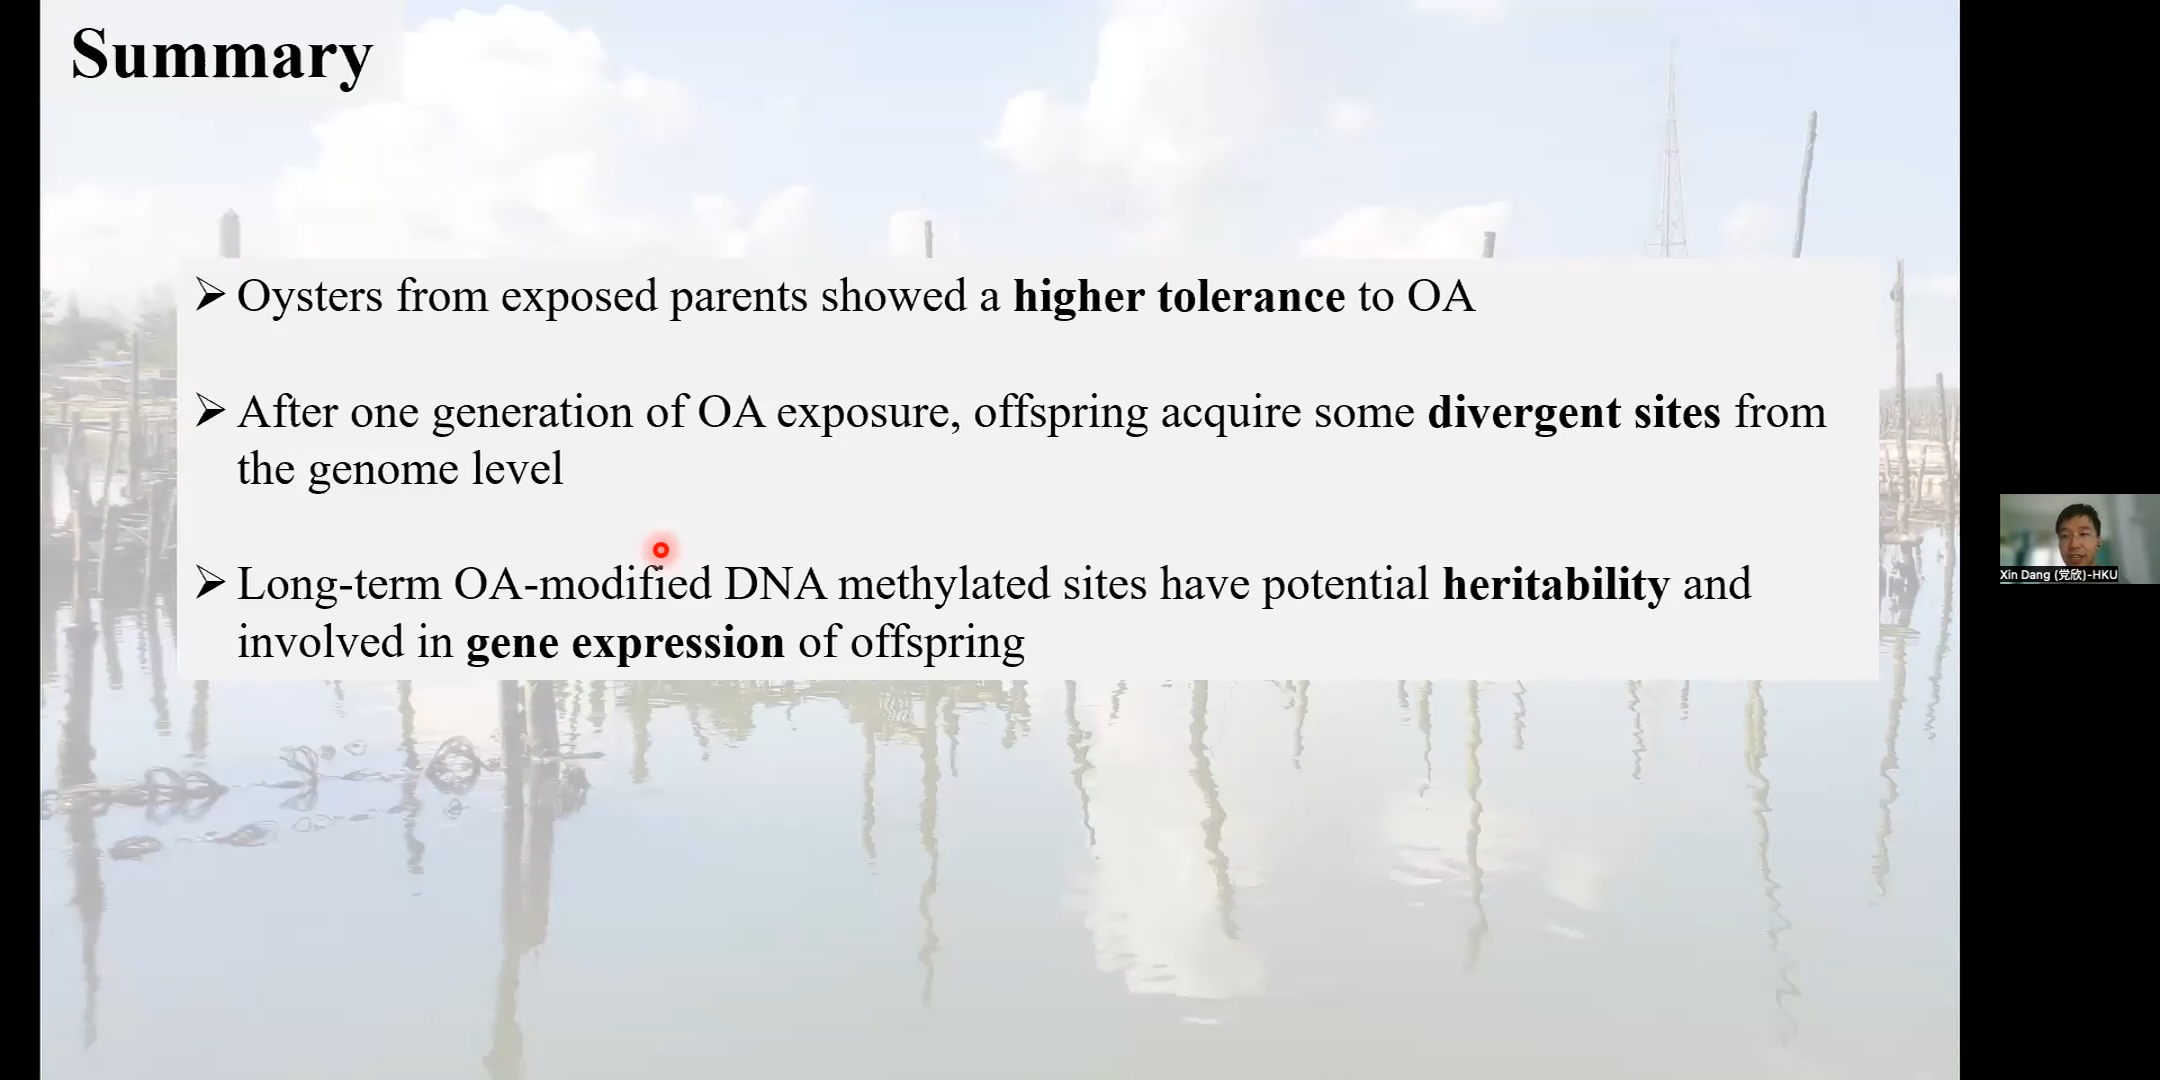 Summary
➢ Oysters from exposed parents showed a higher tolerance to OA
➢ After one generation of OA exposure, offspring acquire some divergent sites from
the genome level
➢ Long-term OA-modified DNA methylated sites have potential heritability and
involved in gene expression of offspring
Xin Dang (党欣)-HKU